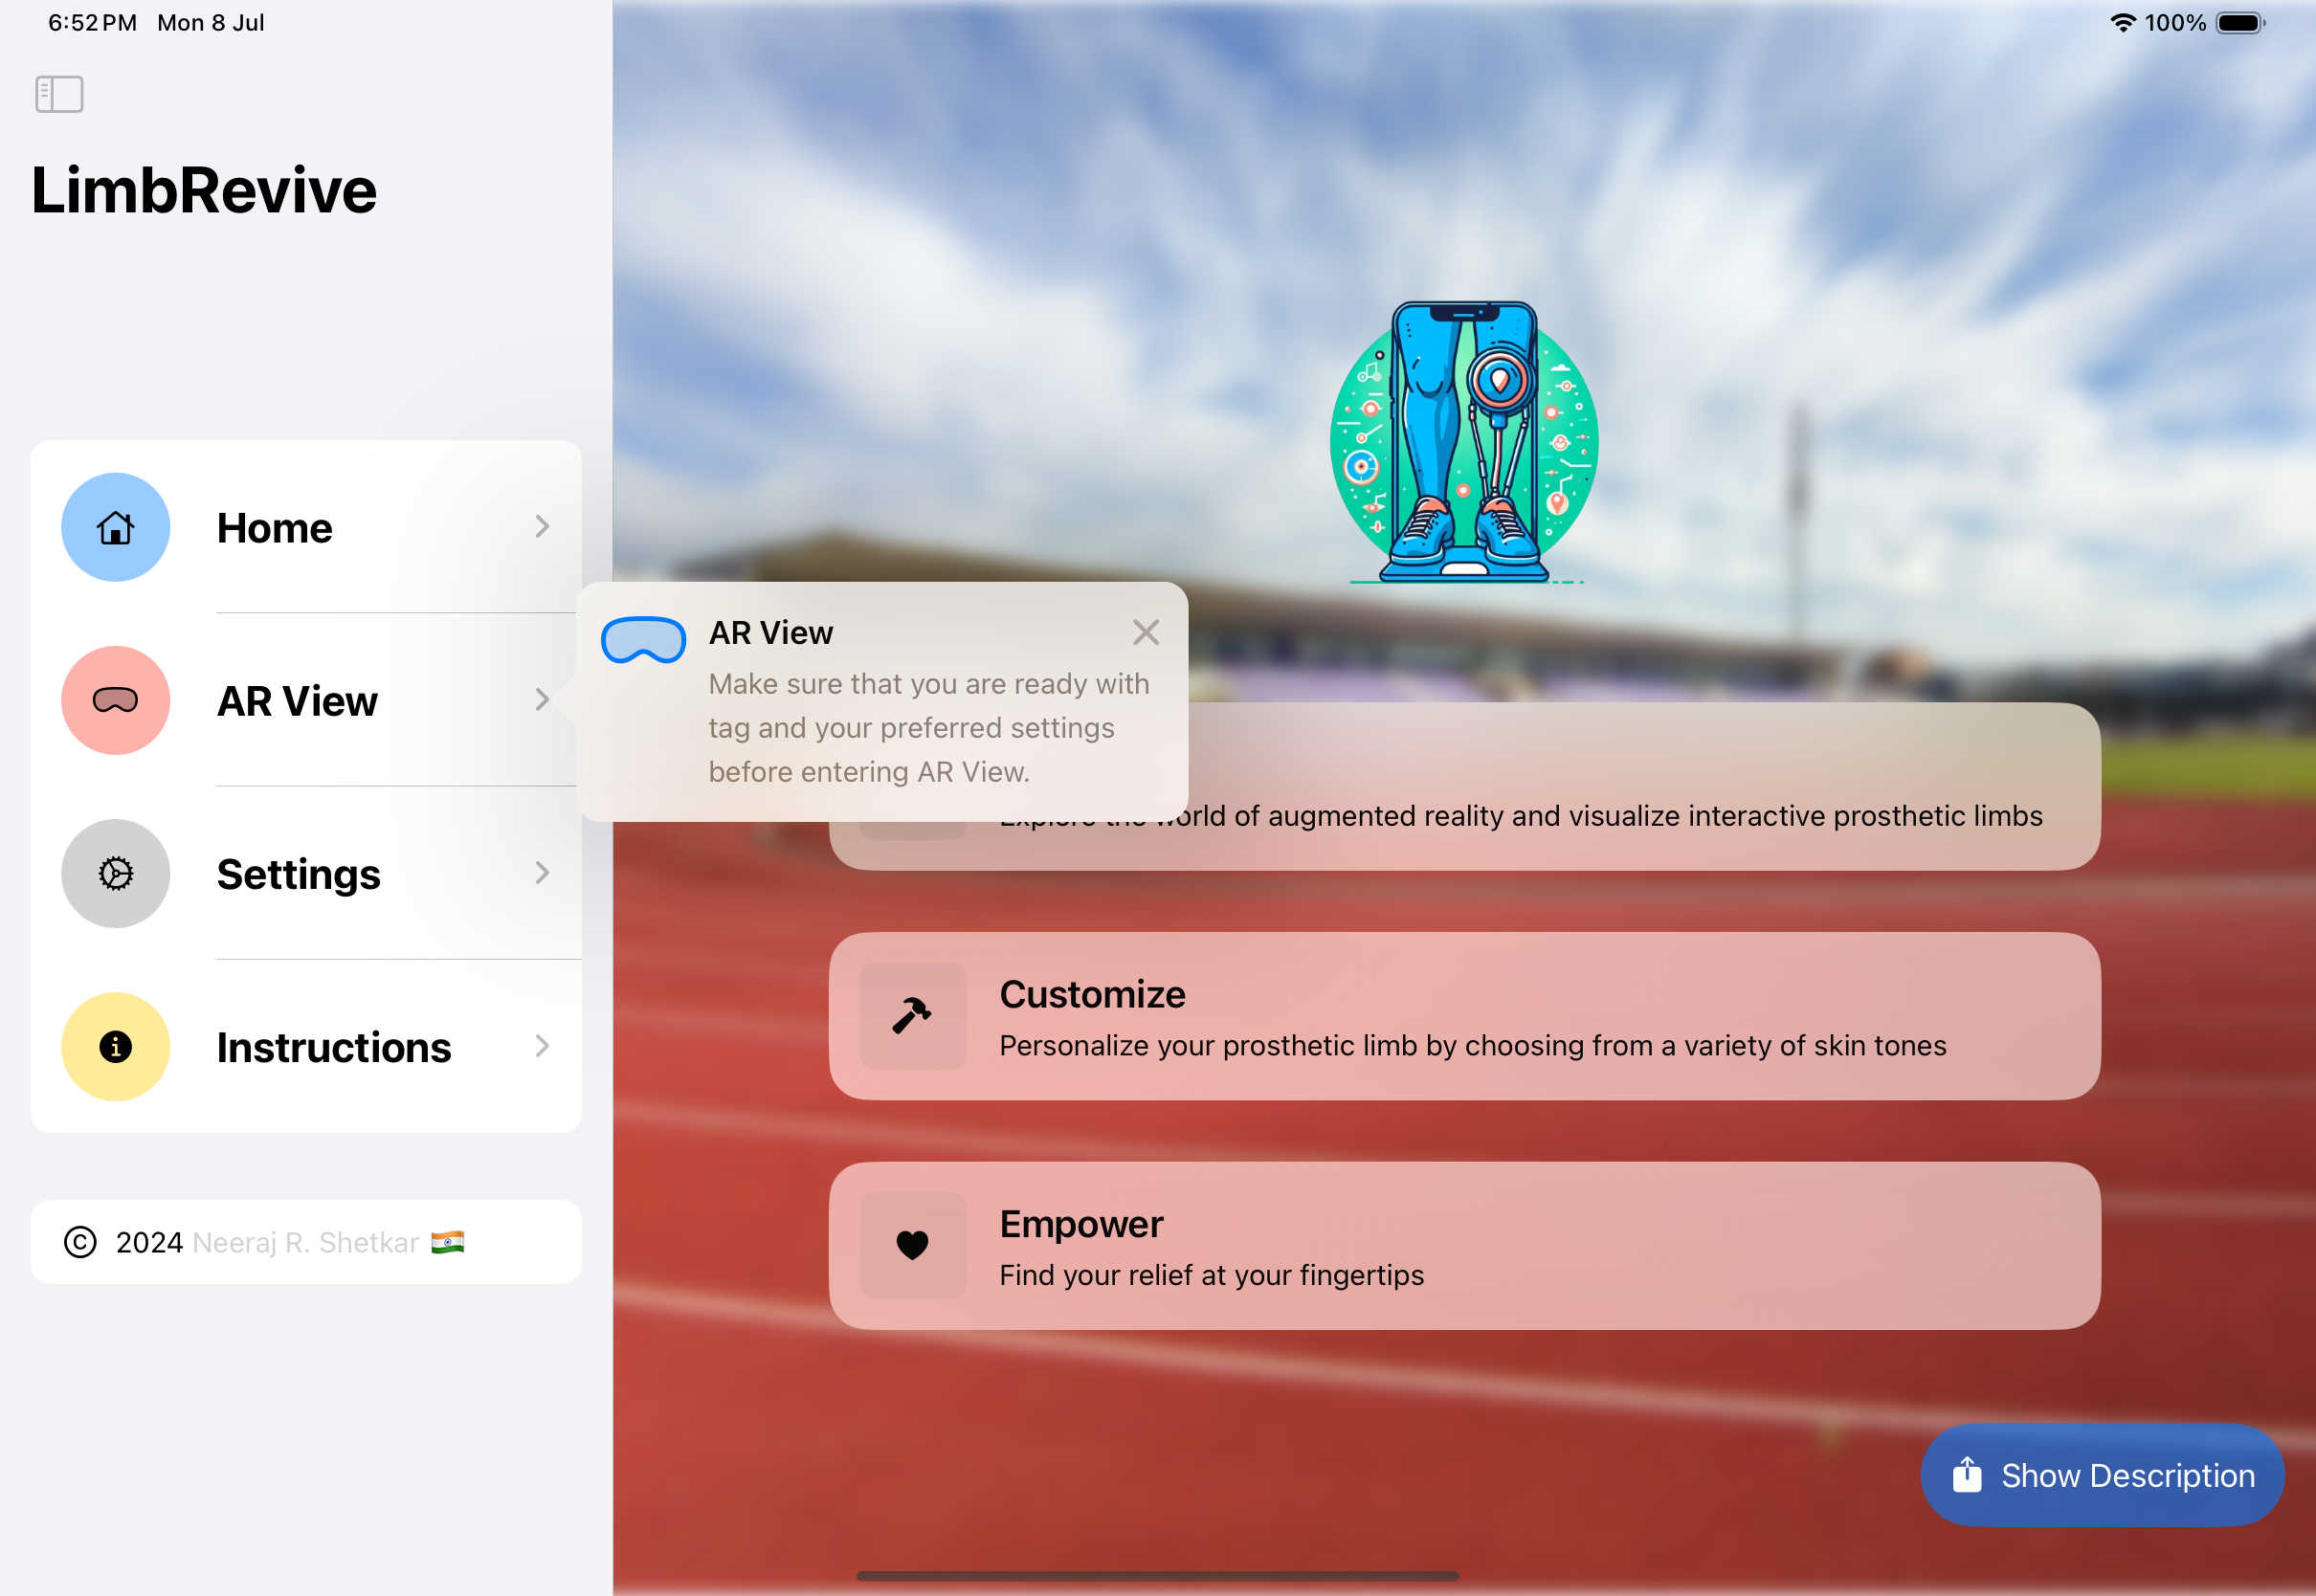 6:52 PM Mon 8 Jul
100%
LimbRevive
Home
AR View
Settings
Instructions
© 2024 Neeraj R. Shetkar
AR View
Make sure that you are ready with
tag and your preferred settings
before entering AR View.
Explore the world of augmented reality and visualize interactive prosthetic limbs
Customize
Personalize your prosthetic limb by choosing from a variety of skin tones
Empower
Find your relief at your fingertips
Show Description